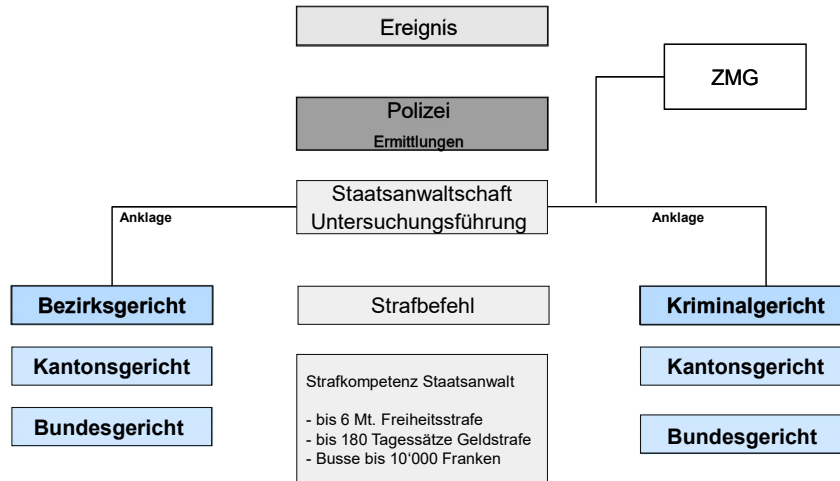 Ereignis
ZMG
Polizei
Ermittlungen
Staatsanwaltschaft
Untersuchungsführung
Anklage
Anklage
Bezirksgericht
Strafbefehl
Kriminalgericht
Kantonsgericht
Kantonsgericht
Strafkompetenz Staatsanwalt
- bis 6 Mt. Freiheitsstrafe
- bis 180 Tagessätze Geldstrafe
- Busse bis 10‘000 Franken
Bundesgericht
Bundesgericht